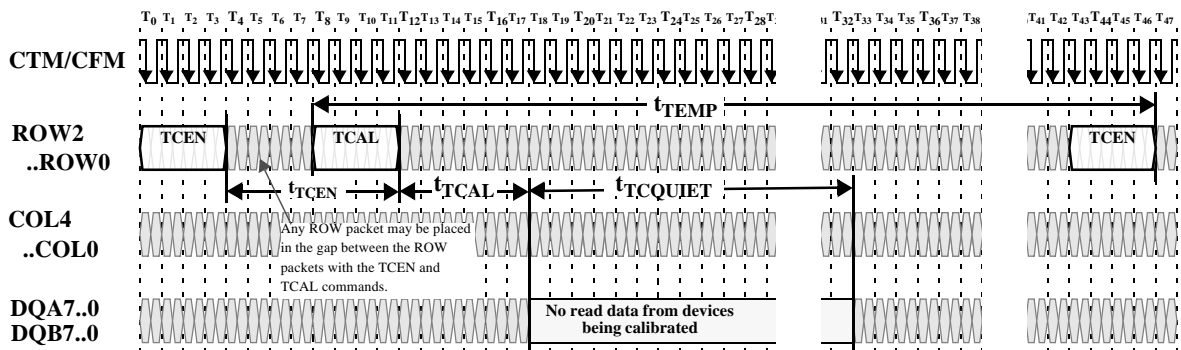 T0 T1 T2 T3 T4 T5 T6 T7 T8 T9 T10 T11 T12 T13 T14 T15 T16 T17 T18 T19 T20 T21 T22 T23 T24 T25 T26 T27 T28 T32 T33 T34 T35 T36 T37 T38 T41 T42 T43 T44 T45 T46 T47
CTM/CFM
tTEMP
ROW2
..ROW0
TCEN
TCAL
TCEN
tTCEN
tTCAL
tTCQUIET
COL4
..COL0
Any ROW packet may be placed
in the gap between the ROW
packets with the TCEN and
TCAL commands.
DQA7..0
DQB7..0
No read data from devices
being calibrated